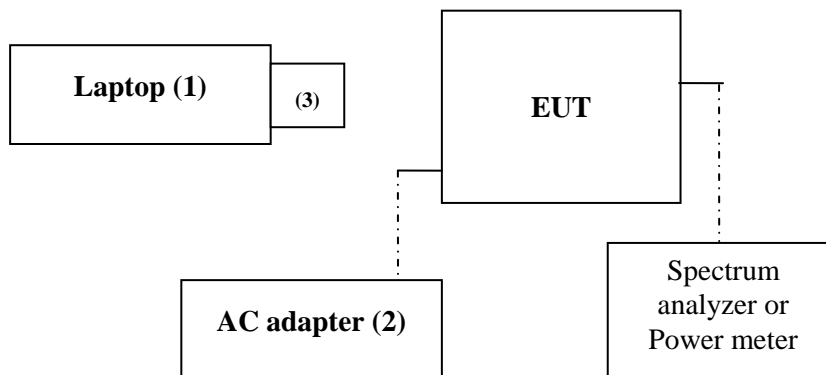 Laptop (1)
(3)
EUT
AC adapter (2)
Spectrum
analyzer or
Power meter